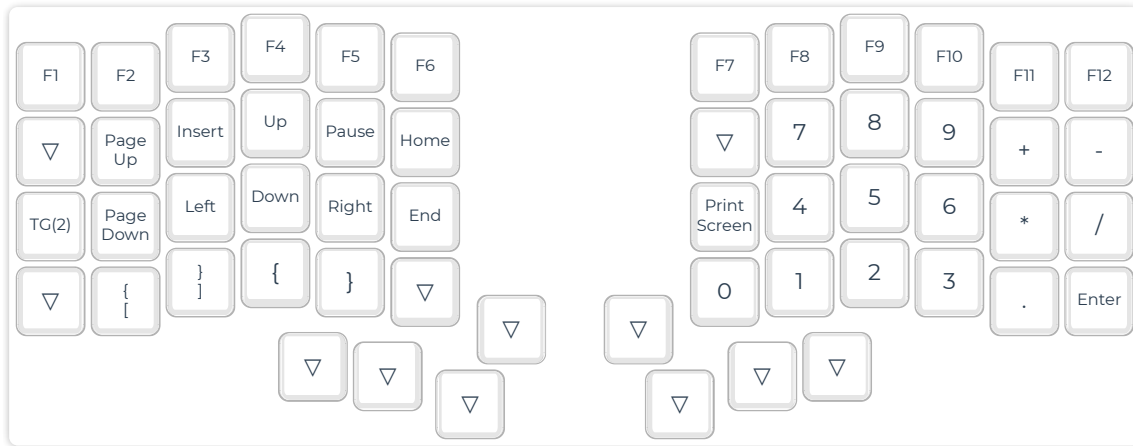 F1 F2 F3 F4 F5 F6 F7 F8 F9 F10 F11 F12
▽ Page Up Insert Up Pause Home ▽ 7 8 9 + -
TG(2) Page Down Left Down Right End Print Screen 4 5 6 * /
▽ { [ } ] { } ▽ 0 1 2 3 . Enter
▽ ▽ ▽ ▽ ▽ ▽ ▽ ▽